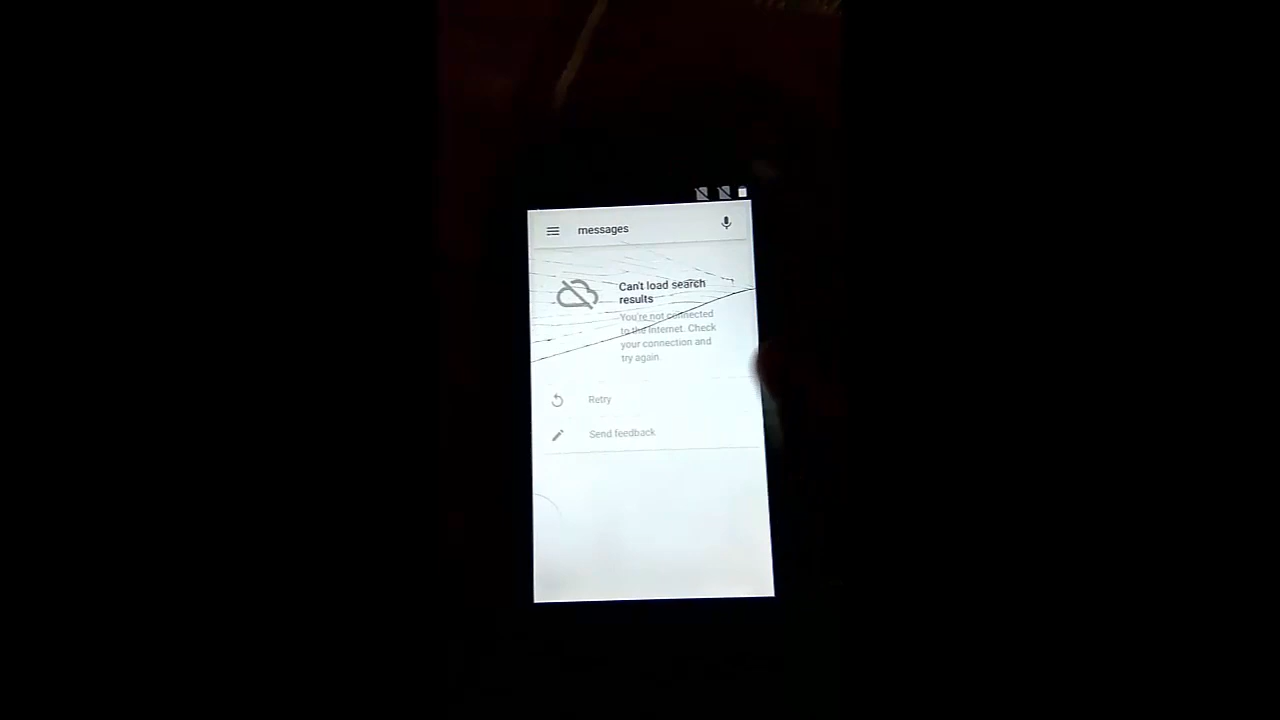 messages
Can't load search
results
You're not connected
to the Internet. Check
your connection and
try again.
Retry
Send feedback